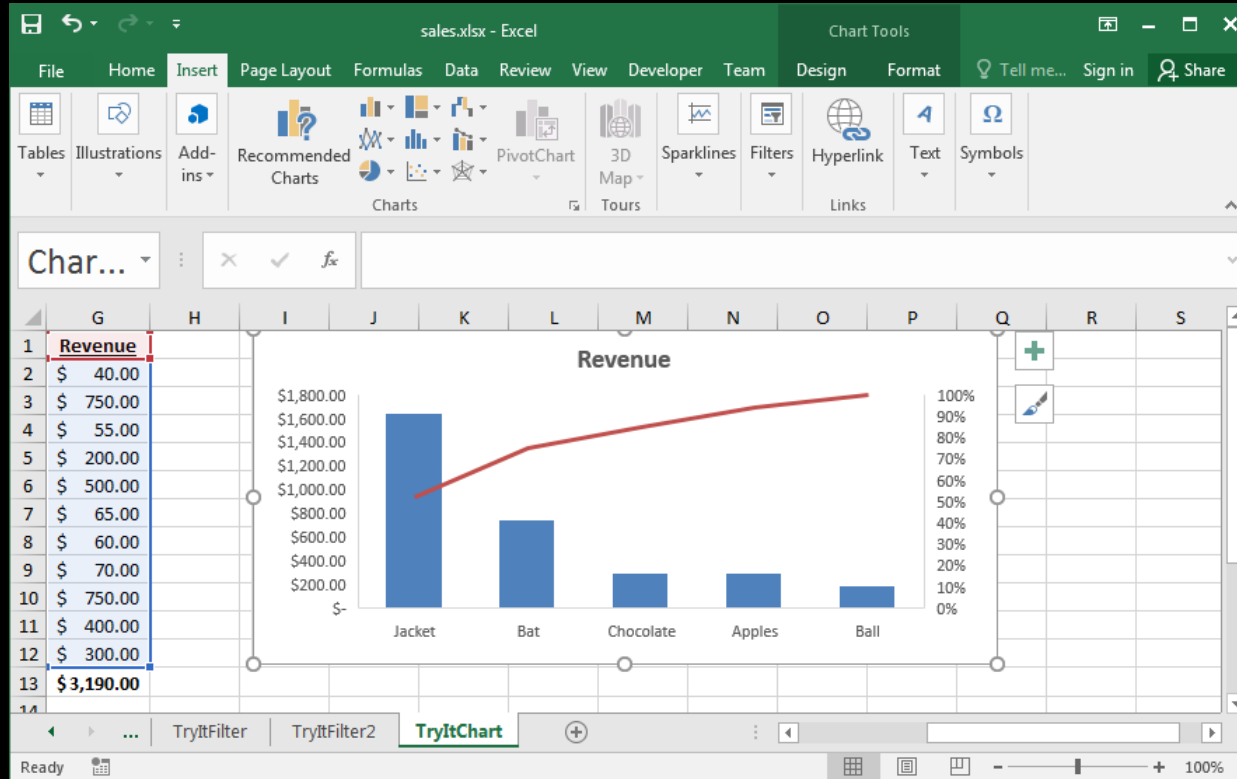 sales.xlsx - Excel
Chart Tools
File Home Insert Page Layout Formulas Data Review View Developer Team Design Format Tell me... Sign in Share
Tables Illustrations Add-ins Recommended Charts PivotChart 3D Map Sparklines Filters Hyperlink Text Symbols
Charts Tours Links
Char... fx
G H I J K L M N O P Q R S
1 Revenue
2 $ 40.00
3 $ 750.00
4 $ 55.00
5 $ 200.00
6 $ 500.00
7 $ 65.00
8 $ 60.00
9 $ 70.00
10 $ 750.00
11 $ 400.00
12 $ 300.00
13 $ 3,190.00
14
Revenue
$1,800.00
$1,600.00
$1,400.00
$1,200.00
$1,000.00
$800.00
$600.00
$400.00
$200.00
$-
100%
90%
80%
70%
60%
50%
40%
30%
20%
10%
0%
Jacket Bat Chocolate Apples Ball
... TryItFilter TryItFilter2 TryItChart
Ready 100%